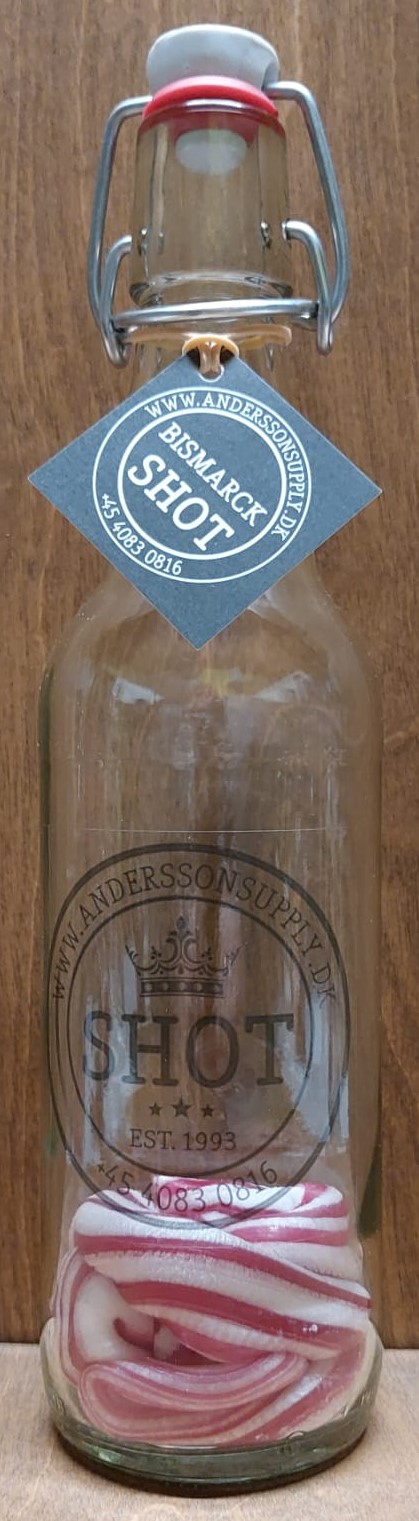 WWW.ANDERSSONSUPPLY.DK
BISMARCK
SHOT
+45 4083 0816
WWW.ANDERSSONSUPPLY.DK
SHOT
EST. 1993
+45 4083 0816